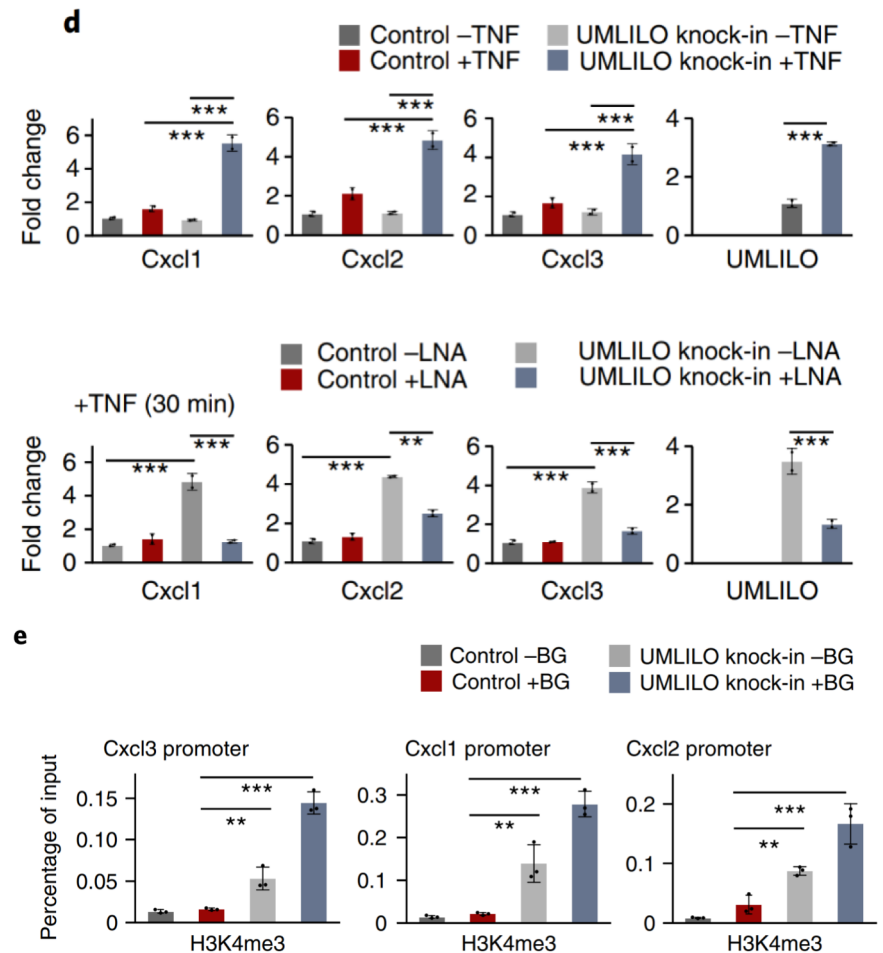 d
Control –TNF UMLILO knock-in –TNF
Control +TNF UMLILO knock-in +TNF
Fold change
6
4
2
0
***
***
Cxcl1
6
4
2
0
***
***
Cxcl2
6
4
2
0
***
***
Cxcl3
4
2
0
***
UMLILO
Control –LNA UMLILO knock-in –LNA
Control +LNA UMLILO knock-in +LNA
+TNF (30 min)
Fold change
6
4
2
0
***
***
Cxcl1
6
4
2
0
**
***
Cxcl2
6
4
2
0
***
***
Cxcl3
4
2
0
***
UMLILO
e
Control –BG UMLILO knock-in –BG
Control +BG UMLILO knock-in +BG
Percentage of input
Cxcl3 promoter
0.15
0.10
0.05
0
***
**
H3K4me3
Cxcl1 promoter
0.3
0.2
0.1
0
***
**
H3K4me3
Cxcl2 promoter
0.2
0.1
0
***
**
H3K4me3